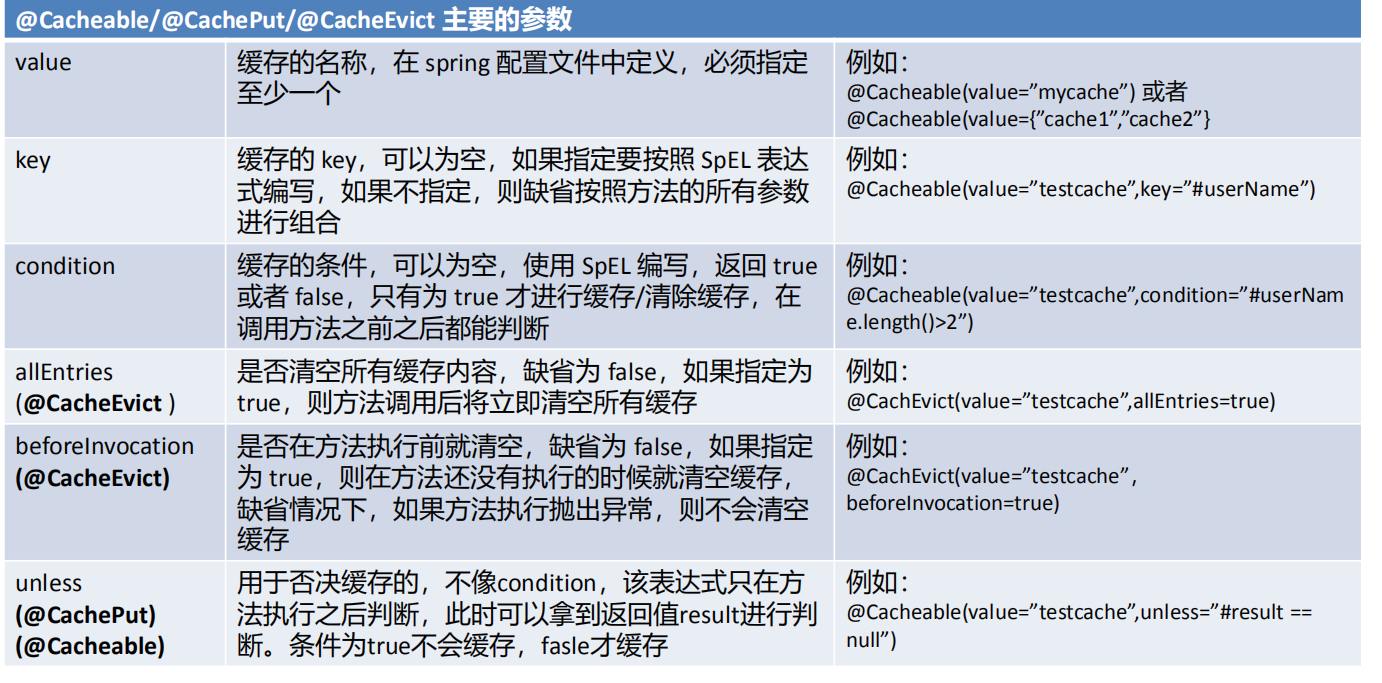 @Cacheable/@CachePut/@CacheEvict 主要的参数
value
缓存的名称，在 spring 配置文件中定义，必须指定
至少一个
例如：
@Cacheable(value=”mycache”) 或者
@Cacheable(value={”cache1”,”cache2”}
key
缓存的 key，可以为空，如果指定要按照 SpEL 表达
式编写，如果不指定，则缺省按照方法的所有参数
进行组合
例如：
@Cacheable(value=”testcache”,key=”#userName”)
condition
缓存的条件，可以为空，使用 SpEL 编写，返回 true
或者 false，只有为 true 才进行缓存/清除缓存，在
调用方法之前之后都能判断
例如：
@Cacheable(value=”testcache”,condition=”#userNam
e.length()>2”)
allEntries
(@CacheEvict )
是否清空所有缓存内容，缺省为 false，如果指定为
true，则方法调用后将立即清空所有缓存
例如：
@CachEvict(value=”testcache”,allEntries=true)
beforeInvocation
(@CacheEvict)
是否在方法执行前就清空，缺省为 false，如果指定
为 true，则在方法还没有执行的时候就清空缓存，
缺省情况下，如果方法执行抛出异常，则不会清空
缓存
例如：
@CachEvict(value=”testcache”，
beforeInvocation=true)
unless
(@CachePut)
(@Cacheable)
用于否决缓存的，不像condition，该表达式只在方
法执行之后判断，此时可以拿到返回值result进行判
断。条件为true不会缓存，fasle才缓存
例如：
@Cacheable(value=”testcache”,unless=”#result ==
null”)